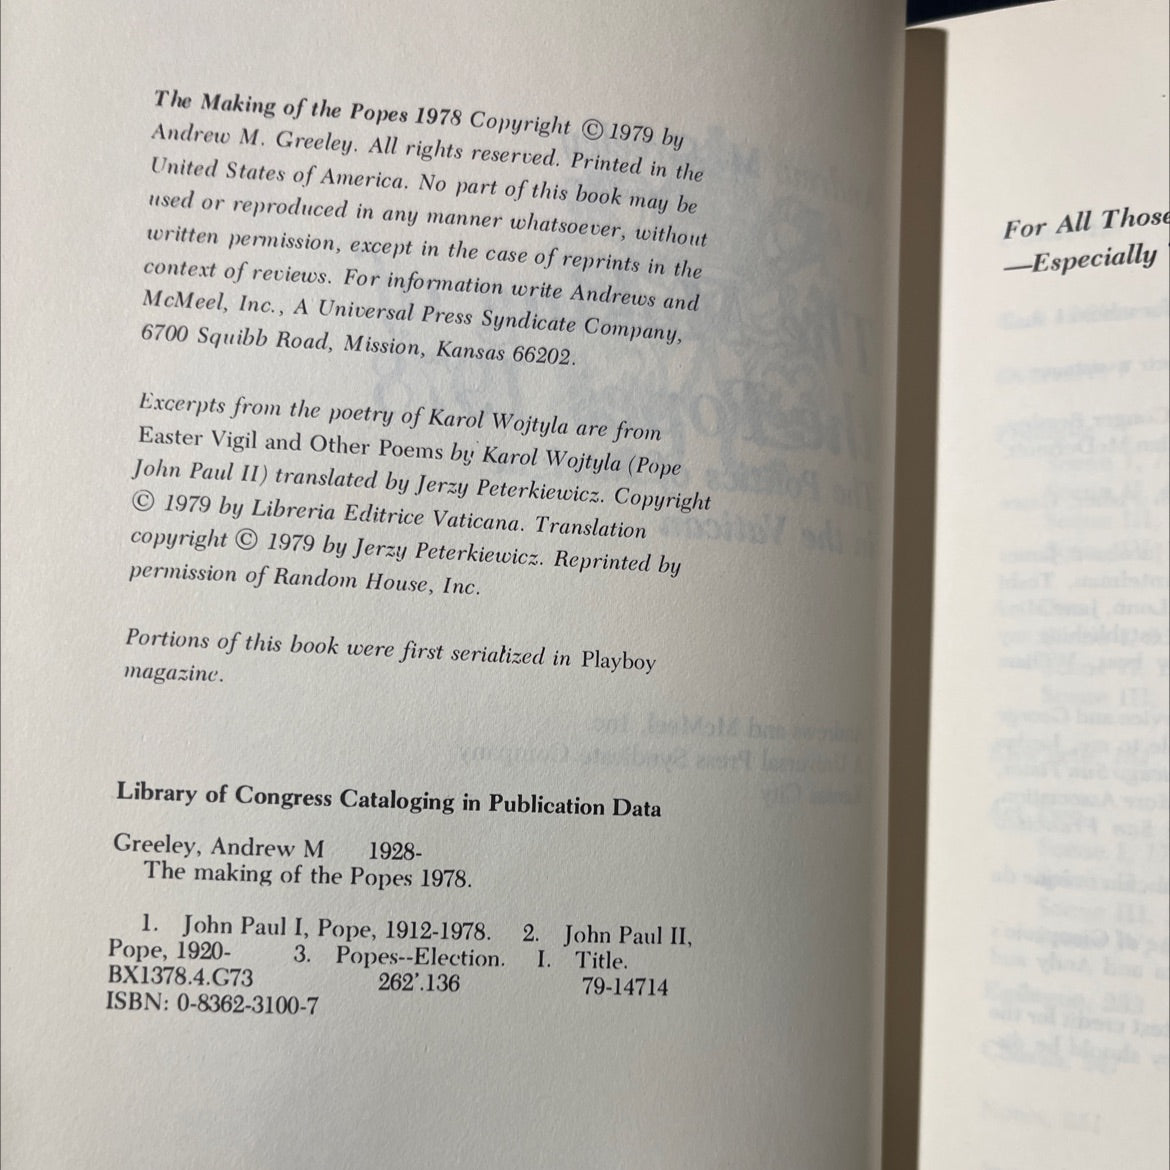 The Making of the Popes 1978 Copyright © 1979 by
Andrew M. Greeley. All rights reserved. Printed in the
United States of America. No part of this book may be
used or reproduced in any manner whatsoever, without
written permission, except in the case of reprints in the
context of reviews. For information write Andrews and
McMeel, Inc., A Universal Press Syndicate Company,
6700 Squibb Road, Mission, Kansas 66202.
Excerpts from the poetry of Karol Wojtyla are from
Easter Vigil and Other Poems by Karol Wojtyla (Pope
John Paul II) translated by Jerzy Peterkiewicz. Copyright
© 1979 by Libreria Editrice Vaticana. Translation
copyright © 1979 by Jerzy Peterkiewicz. Reprinted by
permission of Random House, Inc.
Portions of this book were first serialized in Playboy
magazine.
Library of Congress Cataloging in Publication Data
Greeley, Andrew M 1928-
The making of the Popes 1978.
1. John Paul I, Pope, 1912-1978. 2. John Paul II,
Pope, 1920- 3. Popes--Election. I. Title.
BX1378.4.G73 262'.136 79-14714
ISBN: 0-8362-3100-7
For All Those
—Especially